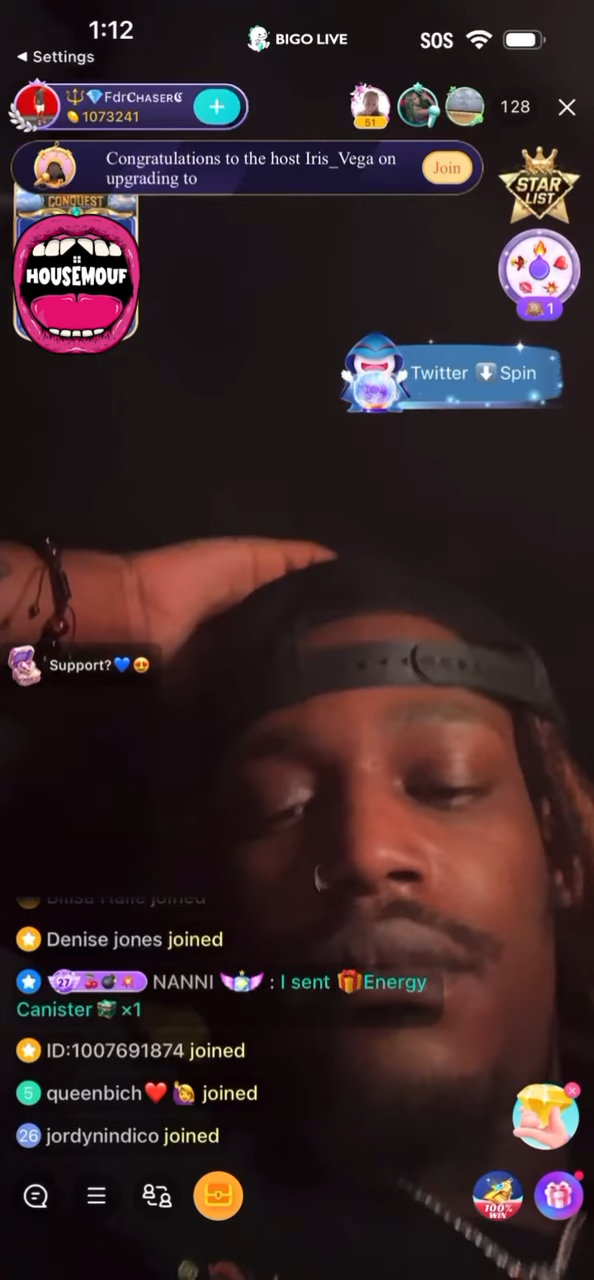 1:12
BIGO LIVE
SOS
◀ Settings
🔱💎FdrCʜᴀsᴇʀ
1073241
51
128
Congratulations to the host Iris_Vega on
upgrading to
Join
STAR
LIST
CONQUEST
HOUSEMOUF
1
Twitter ⬇️ Spin
Support?💙😍
Denise jones joined
27 🍒💣💥 NANNI : I sent 🎁Energy
Canister ×1
ID:1007691874 joined
5 queenbich❤️🙋 joined
26 jordynindico joined
100%
WIN